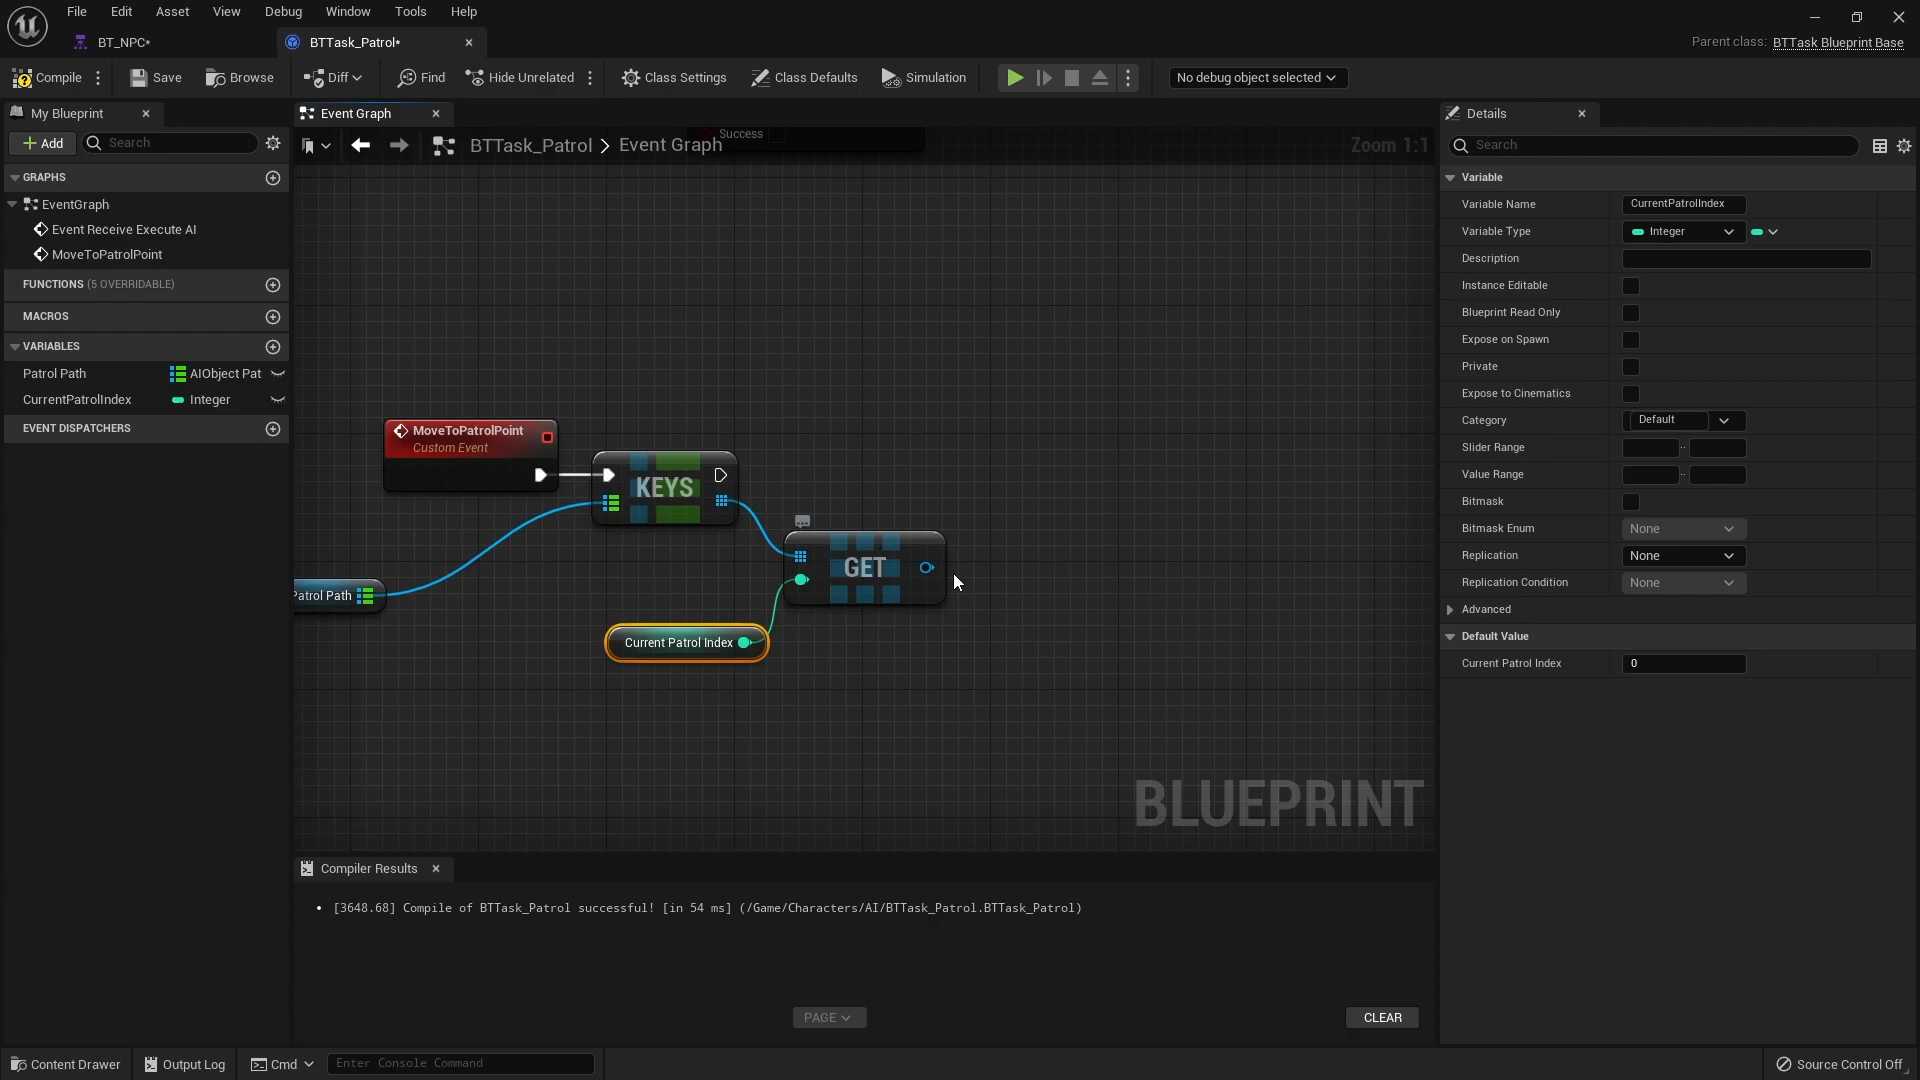 File Edit Asset View Debug Window Tools Help
BT_NPC*
BTTask_Patrol*
Parent class: BTTask Blueprint Base
Compile
Save
Browse
Diff
Find
Hide Unrelated
Class Settings
Class Defaults
Simulation
No debug object selected
My Blueprint
Add
Search
GRAPHS
EventGraph
Event Receive Execute AI
MoveToPatrolPoint
FUNCTIONS (5 OVERRIDABLE)
MACROS
VARIABLES
Patrol Path AIObject Pat
CurrentPatrolIndex Integer
EVENT DISPATCHERS
Event Graph
Success
BTTask_Patrol > Event Graph
Zoom 1:1
MoveToPatrolPoint
Custom Event
KEYS
GET
Patrol Path
Current Patrol Index
BLUEPRINT
Compiler Results
• [3648.68] Compile of BTTask_Patrol successful! [in 54 ms] (/Game/Characters/AI/BTTask_Patrol.BTTask_Patrol)
PAGE
CLEAR
Details
Search
Variable
Variable Name CurrentPatrolIndex
Variable Type Integer
Description
Instance Editable
Blueprint Read Only
Expose on Spawn
Private
Expose to Cinematics
Category Default
Slider Range
Value Range
Bitmask
Bitmask Enum None
Replication None
Replication Condition None
Advanced
Default Value
Current Patrol Index 0
Content Drawer
Output Log
Cmd
Enter Console Command
Source Control Off